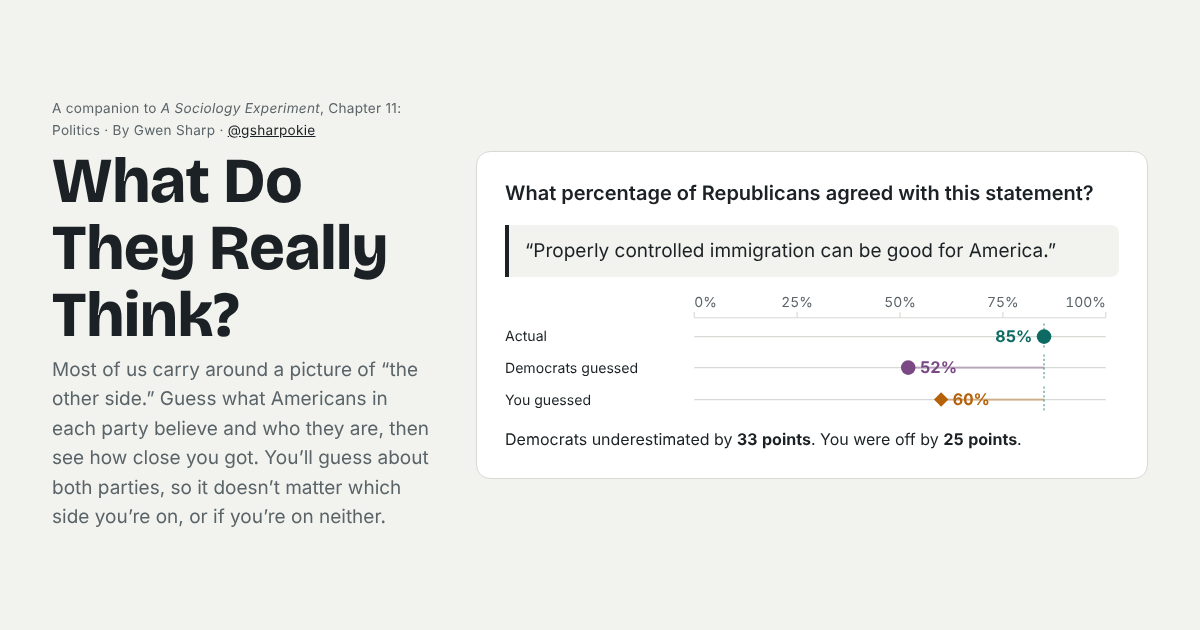 A companion to A Sociology Experiment, Chapter 11:
Politics · By Gwen Sharp · @gsharpokie
What Do
They Really
Think?
Most of us carry around a picture of “the
other side.” Guess what Americans in
each party believe and who they are, then
see how close you got. You’ll guess about
both parties, so it doesn’t matter which
side you’re on, or if you’re on neither.
What percentage of Republicans agreed with this statement?
“Properly controlled immigration can be good for America.”
0% 25% 50% 75% 100%
Actual 85%
Democrats guessed 52%
You guessed 60%
Democrats underestimated by 33 points. You were off by 25 points.